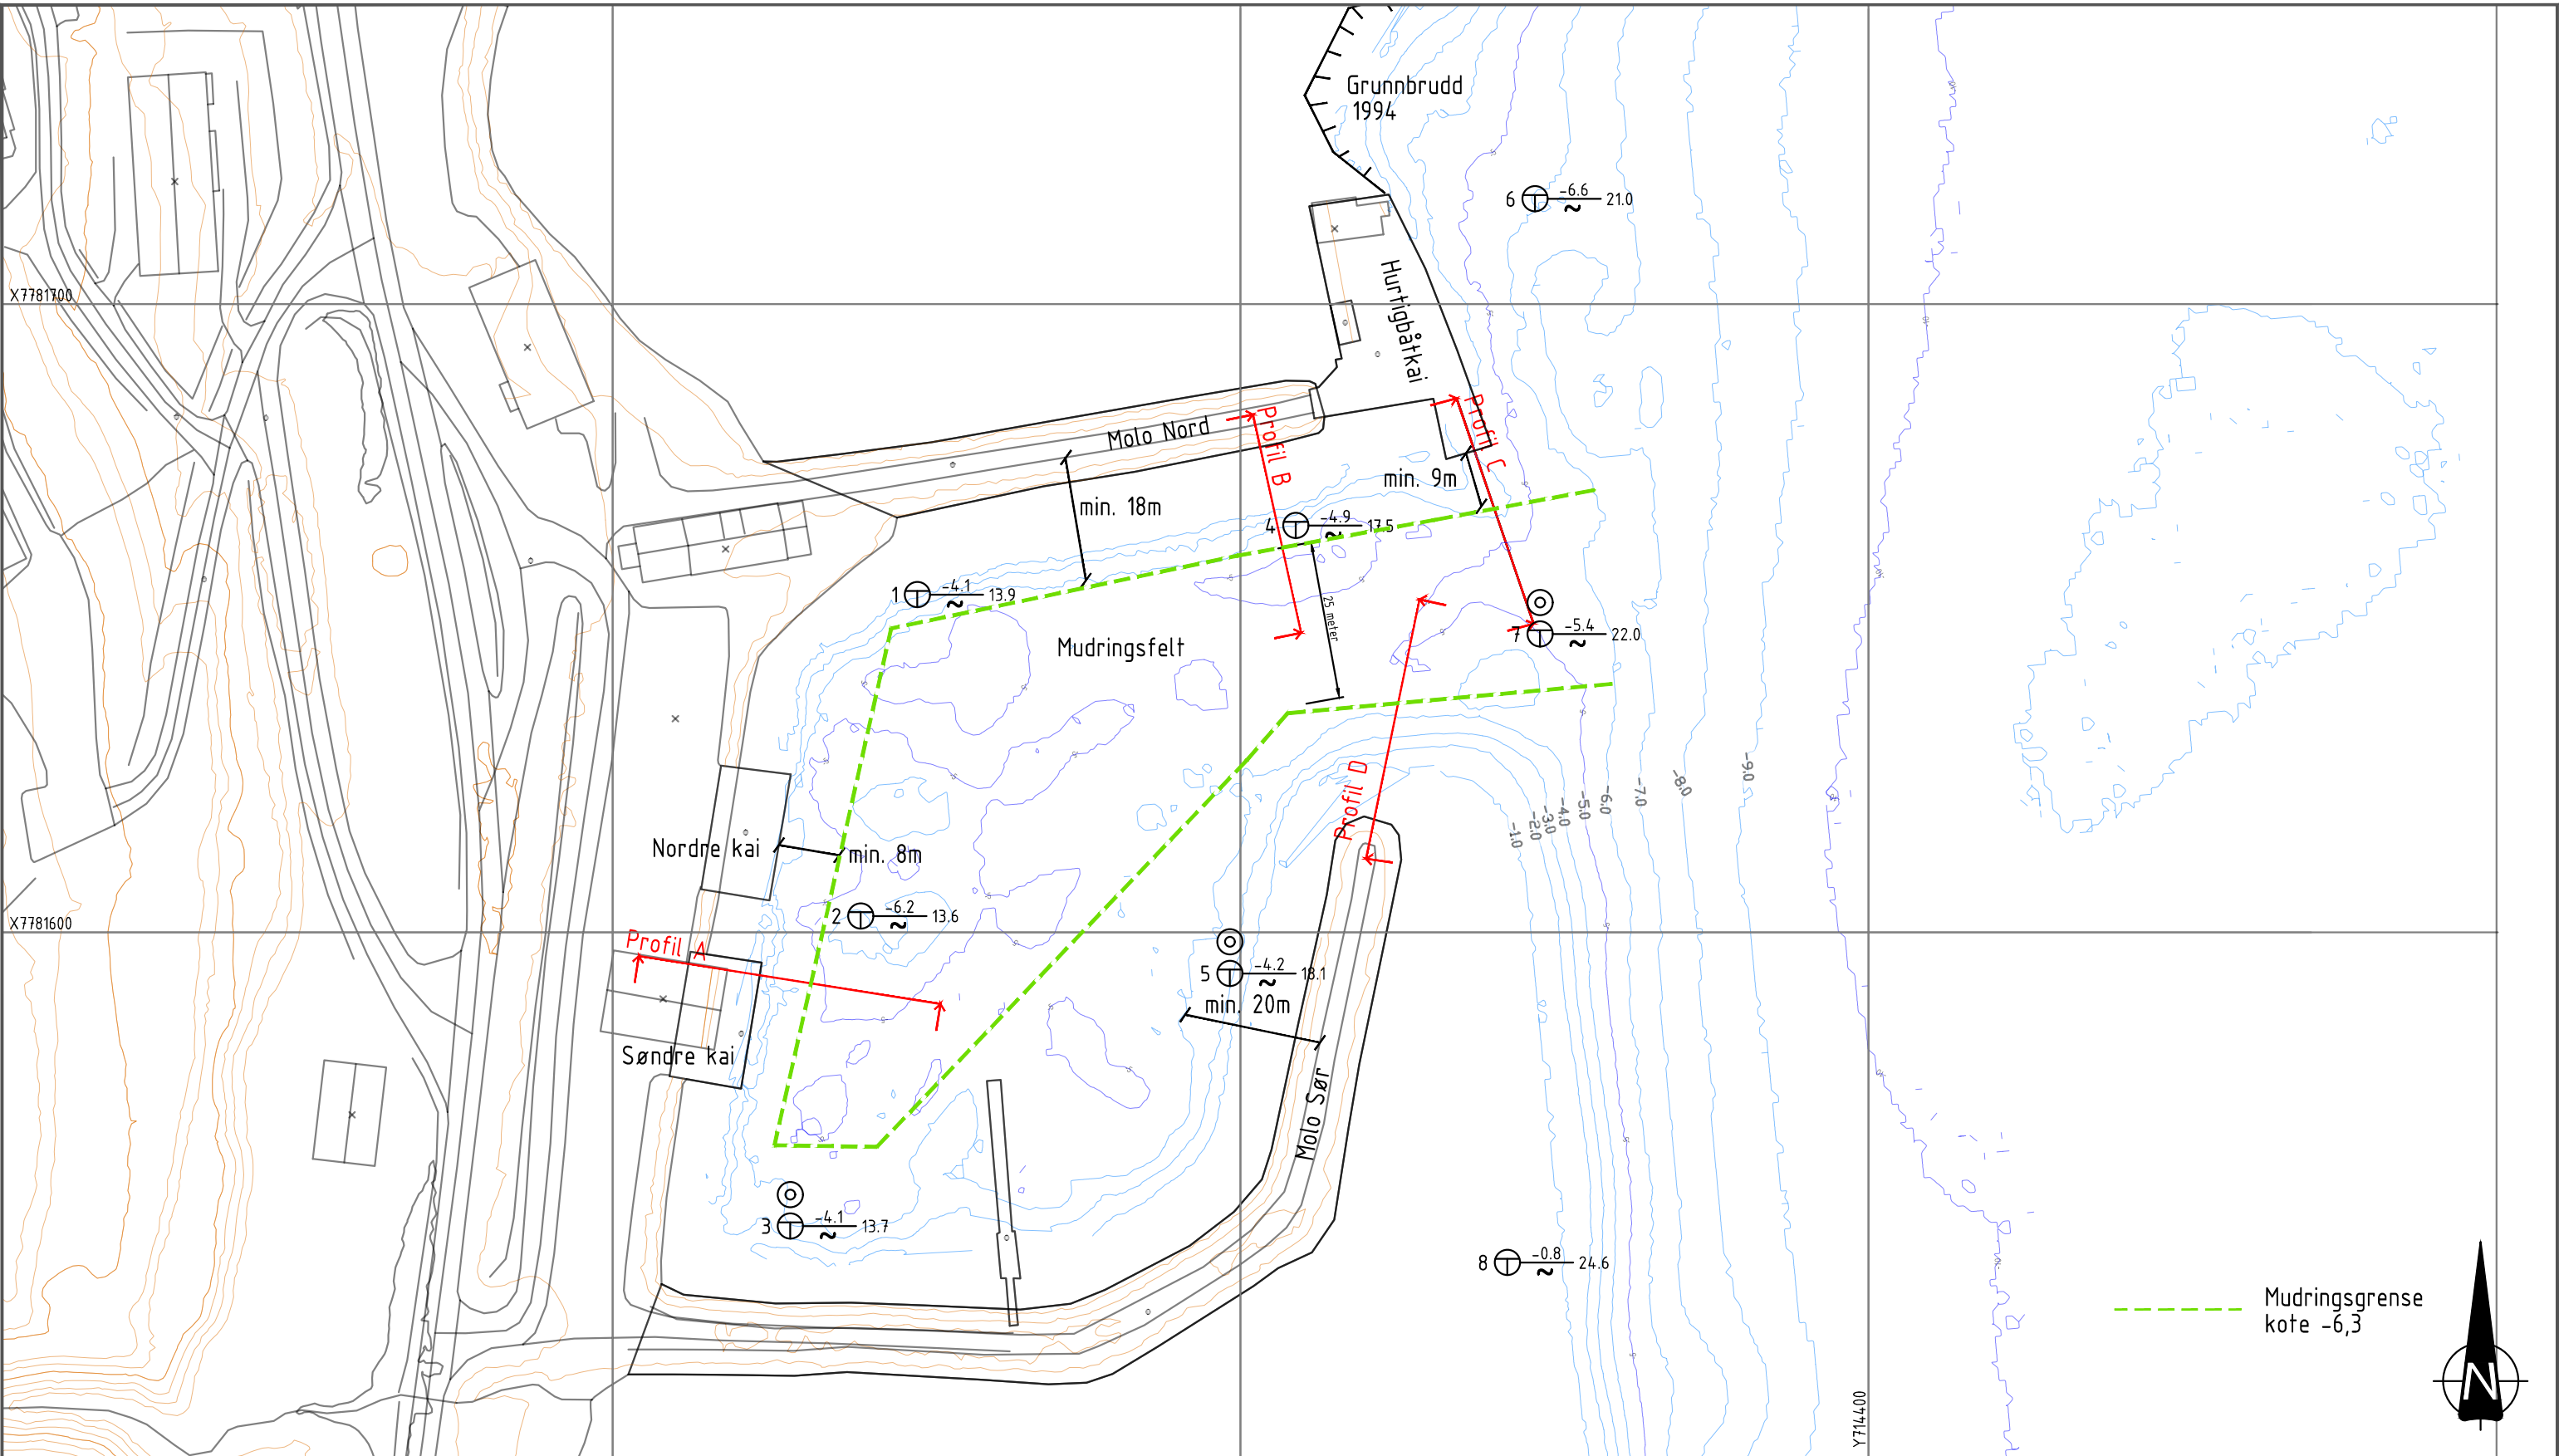 Grunnbrudd
1994
6 -6.6 21.0
X7781700
Hurtigbåtkai
Molo Nord
Profil B
Profil C
min. 9m
min. 18m
4 -4.9 17.5
1 -4.1 13.9
25 meter
7 -5.4 22.0
Mudringsfelt
Profil D
-1.0 -2.0 -3.0 -4.0 -5.0 -6.0 -7.0 -8.0 -9.0
Nordre kai
min. 8m
2 -6.2 13.6
X7781600
Profil A
5 -4.2 18.1
min. 20m
Søndre kai
Molo Sør
3 -4.1 13.7
8 -0.8 24.6
Mudringsgrense
kote -6,3
Y714400
N